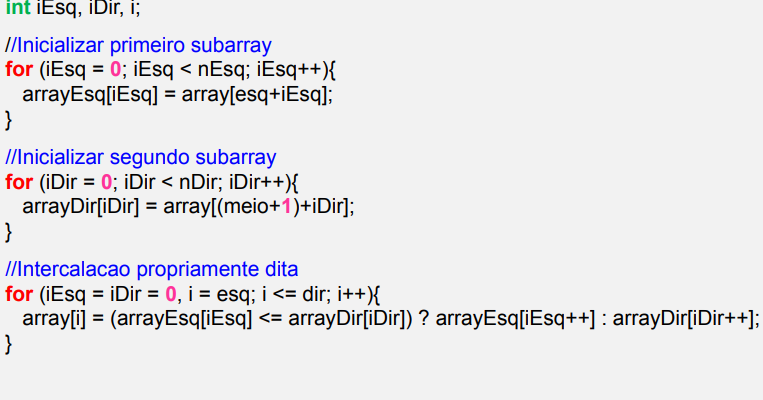 int iEsq, iDir, i;
//Inicializar primeiro subarray
for (iEsq = 0; iEsq < nEsq; iEsq++){
arrayEsq[iEsq] = array[esq+iEsq];
}
//Inicializar segundo subarray
for (iDir = 0; iDir < nDir; iDir++){
arrayDir[iDir] = array[(meio+1)+iDir];
}
//Intercalacao propriamente dita
for (iEsq = iDir = 0, i = esq; i <= dir; i++){
array[i] = (arrayEsq[iEsq] <= arrayDir[iDir]) ? arrayEsq[iEsq++] : arrayDir[iDir++];
}